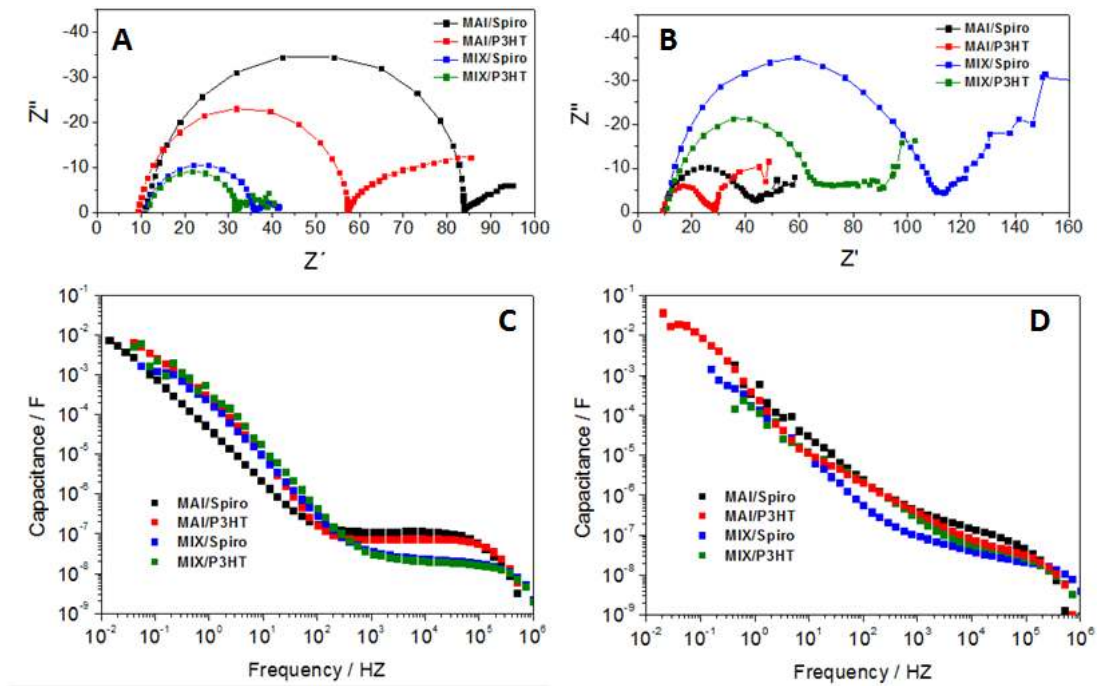 A
MAI/Spiro
MAI/P3HT
MIX/Spiro
MIX/P3HT
Z"
-40
-30
-20
-10
0
0 10 20 30 40 50 60 70 80 90 100
Z´
B
MAI/Spiro
MAI/P3HT
MIX/Spiro
MIX/P3HT
Z"
-40
-30
-20
-10
0
0 20 40 60 80 100 120 140 160
Z'
C
Capacitance / F
10⁻¹
10⁻²
10⁻³
10⁻⁴
10⁻⁵
10⁻⁶
10⁻⁷
10⁻⁸
10⁻⁹
MAI/Spiro
MAI/P3HT
MIX/Spiro
MIX/P3HT
10⁻² 10⁻¹ 10⁰ 10¹ 10² 10³ 10⁴ 10⁵ 10⁶
Frequency / HZ
D
Capacitance / F
10⁻¹
10⁻²
10⁻³
10⁻⁴
10⁻⁵
10⁻⁶
10⁻⁷
10⁻⁸
10⁻⁹
MAI/Spiro
MAI/P3HT
MIX/Spiro
MIX/P3HT
10⁻² 10⁻¹ 10⁰ 10¹ 10² 10³ 10⁴ 10⁵ 10⁶
Frequency / HZ